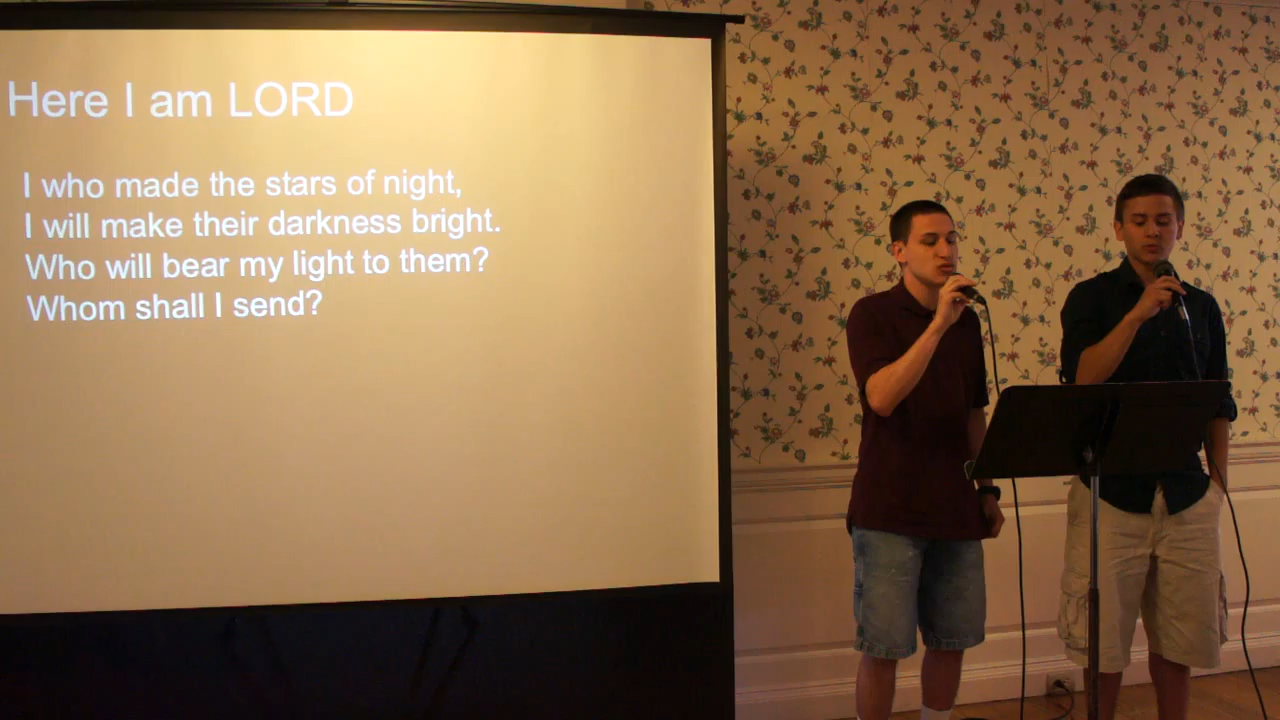 Here I am LORD
I who made the stars of night,
I will make their darkness bright.
Who will bear my light to them?
Whom shall I send?